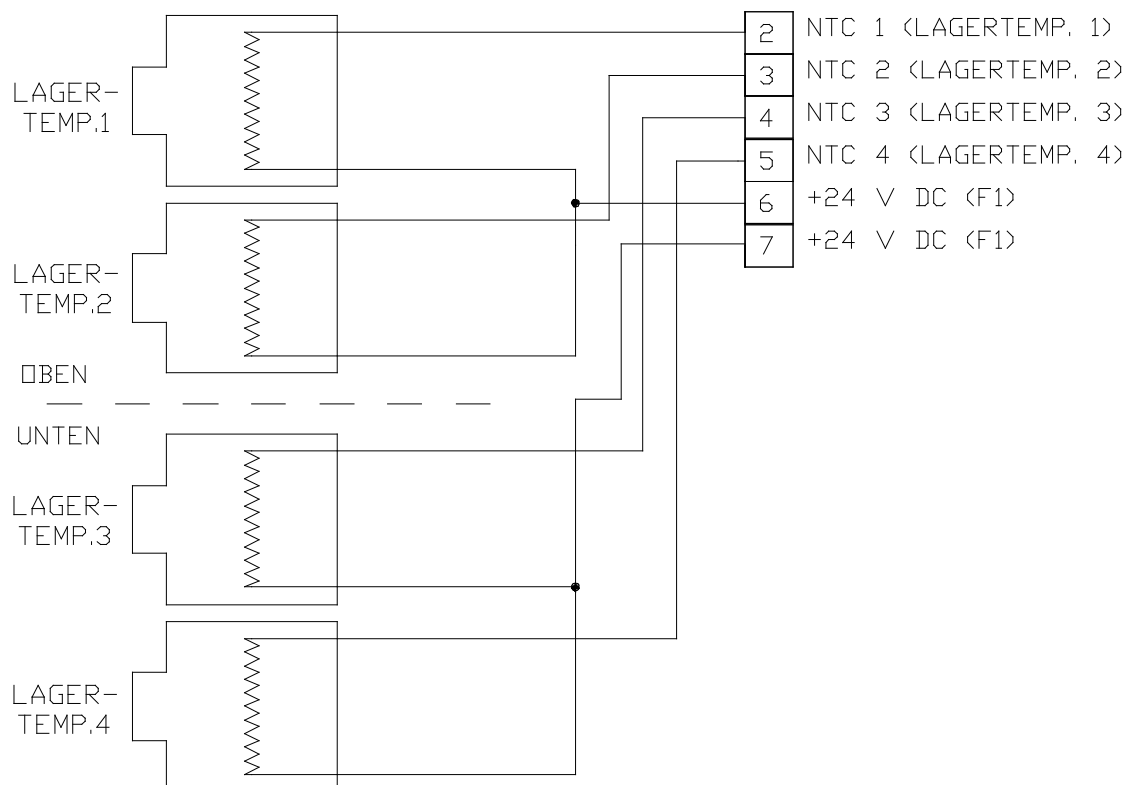 LAGER-
TEMP.1
LAGER-
TEMP.2
OBEN
UNTEN
LAGER-
TEMP.3
LAGER-
TEMP.4
2 NTC 1 (LAGERTEMP. 1)
3 NTC 2 (LAGERTEMP. 2)
4 NTC 3 (LAGERTEMP. 3)
5 NTC 4 (LAGERTEMP. 4)
6 +24 V DC (F1)
7 +24 V DC (F1)